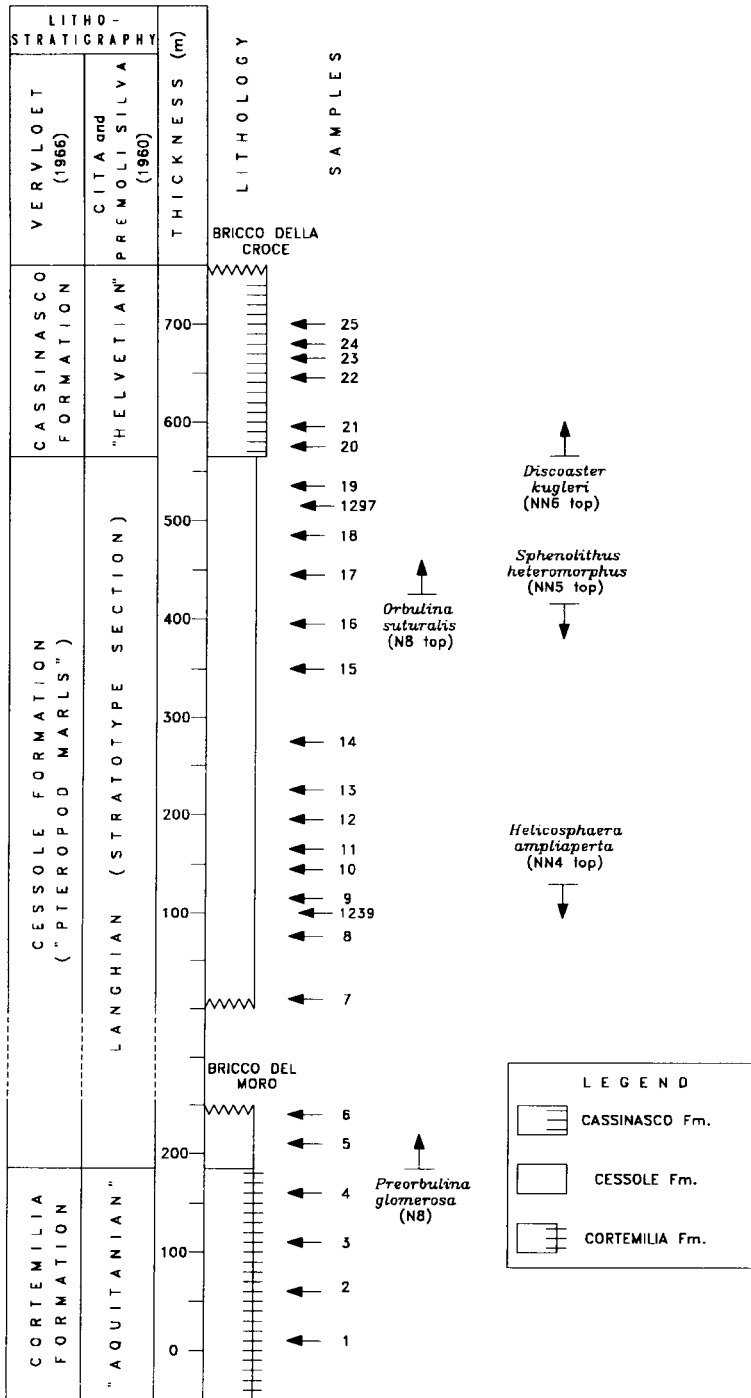 LITHO-
STRATIGRAPHY
VERVLOET
(1966)
CITA and
PREMOLI SILVA
(1960)
THICKNESS (m)
LITHOLOGY
SAMPLES
BRICCO DELLA
CROCE
CASSINASCO
FORMATION
"HELVETIAN"
700
600
25
24
23
22
21
20
Discoaster
kugleri
(NN6 top)
CESSOLE FORMATION
("PTEROPOD MARLS")
LANGHIAN (STRATOTYPE SECTION)
500
400
300
200
100
19
1297
18
17
16
15
14
13
12
11
10
9
1239
8
7
Sphenolithus
heteromorphus
(NN5 top)
Orbulina
suturalis
(N8 top)
Helicosphaera
ampliaperta
(NN4 top)
BRICCO DEL
MORO
6
5
200
Preorbulina
glomerosa
(N8)
CORTEMILIA
FORMATION
"AQUITANIAN"
100
0
4
3
2
1
LEGEND
CASSINASCO Fm.
CESSOLE Fm.
CORTEMILIA Fm.